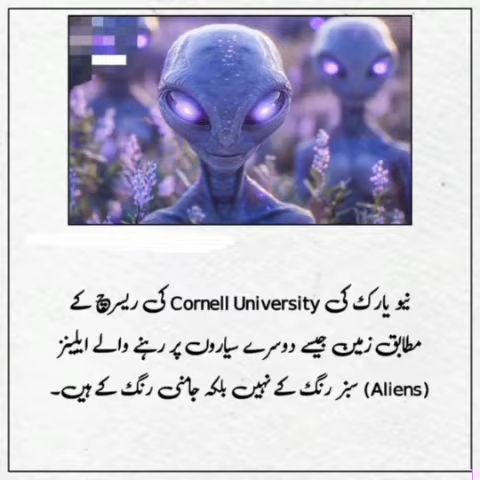 نیو یارک کی Cornell University کی ریسرچ کے
مطابق زمین جیسے دوسرے سیاروں پر رہنے والے ایلینز
(Aliens) سبز رنگ کے نہیں بلکہ جامنی رنگ کے ہیں۔